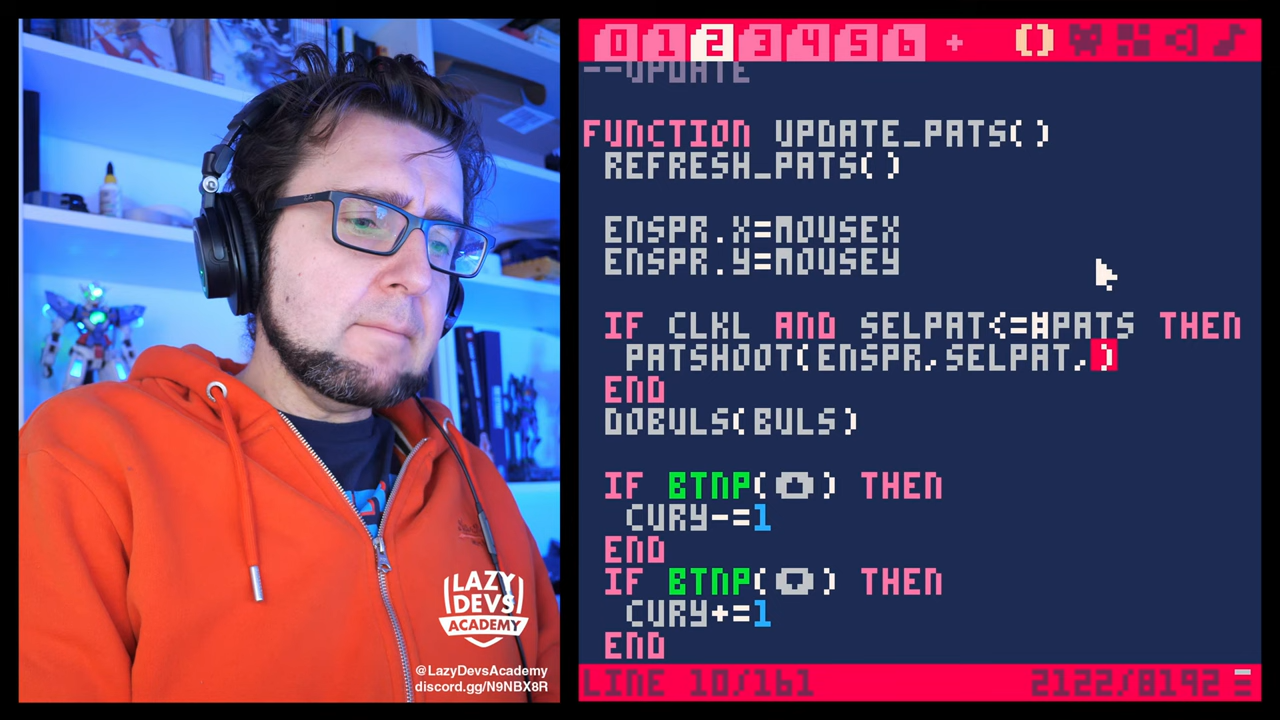 LAZY
DEVS
ACADEMY
@LazyDevsAcademy
discord.gg/N9NBX8R
0 1 2 3 4 5 6 +
--UPDATE
FUNCTION UPDATE_PATS()
REFRESH_PATS()
ENSPR.X=MOUSEX
ENSPR.Y=MOUSEY
IF CLKL AND SELPAT<=#PATS THEN
PATSHOOT(ENSPR,SELPAT,)
END
DOBULS(BULS)
IF BTNP(⬆️) THEN
CURY-=1
END
IF BTNP(⬇️) THEN
CURY+=1
END
LINE 10/161
2122/8192